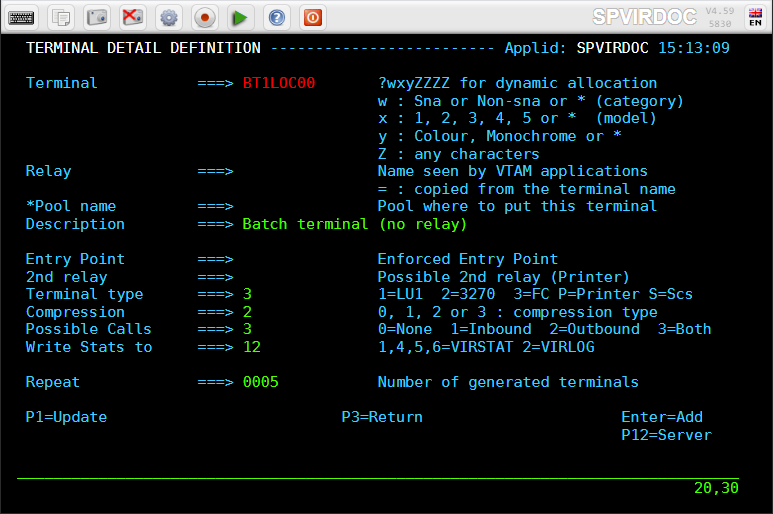 SPVIRDOC V4.59 5830 EN
TERMINAL DETAIL DEFINITION ------------------------- Applid: SPVIRDOC 15:13:09
Terminal ===> BT1LOC00 ?wxyZZZZ for dynamic allocation
w : Sna or Non-sna or * (category)
x : 1, 2, 3, 4, 5 or * (model)
y : Colour, Monochrome or *
Z : any characters
Relay ===> Name seen by VTAM applications
= : copied from the terminal name
*Pool name ===> Pool where to put this terminal
Description ===> Batch terminal (no relay)
Entry Point ===> Enforced Entry Point
2nd relay ===> Possible 2nd relay (Printer)
Terminal type ===> 3 1=LU1 2=3270 3=FC P=Printer S=Scs
Compression ===> 2 0, 1, 2 or 3 : compression type
Possible Calls ===> 3 0=None 1=Inbound 2=Outbound 3=Both
Write Stats to ===> 12 1,4,5,6=VIRSTAT 2=VIRLOG
Repeat ===> 0005 Number of generated terminals
P1=Update P3=Return Enter=Add
P12=Server
20,30